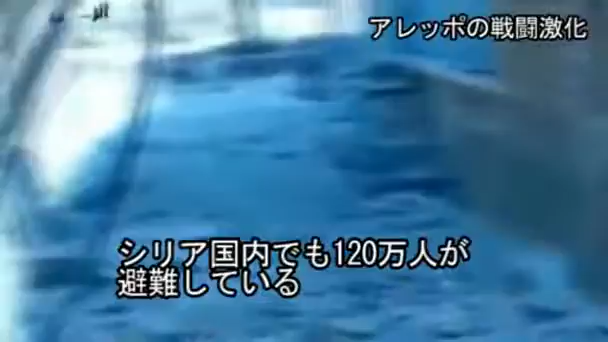 アレッポの戦闘激化
シリア国内でも120万人が
避難している